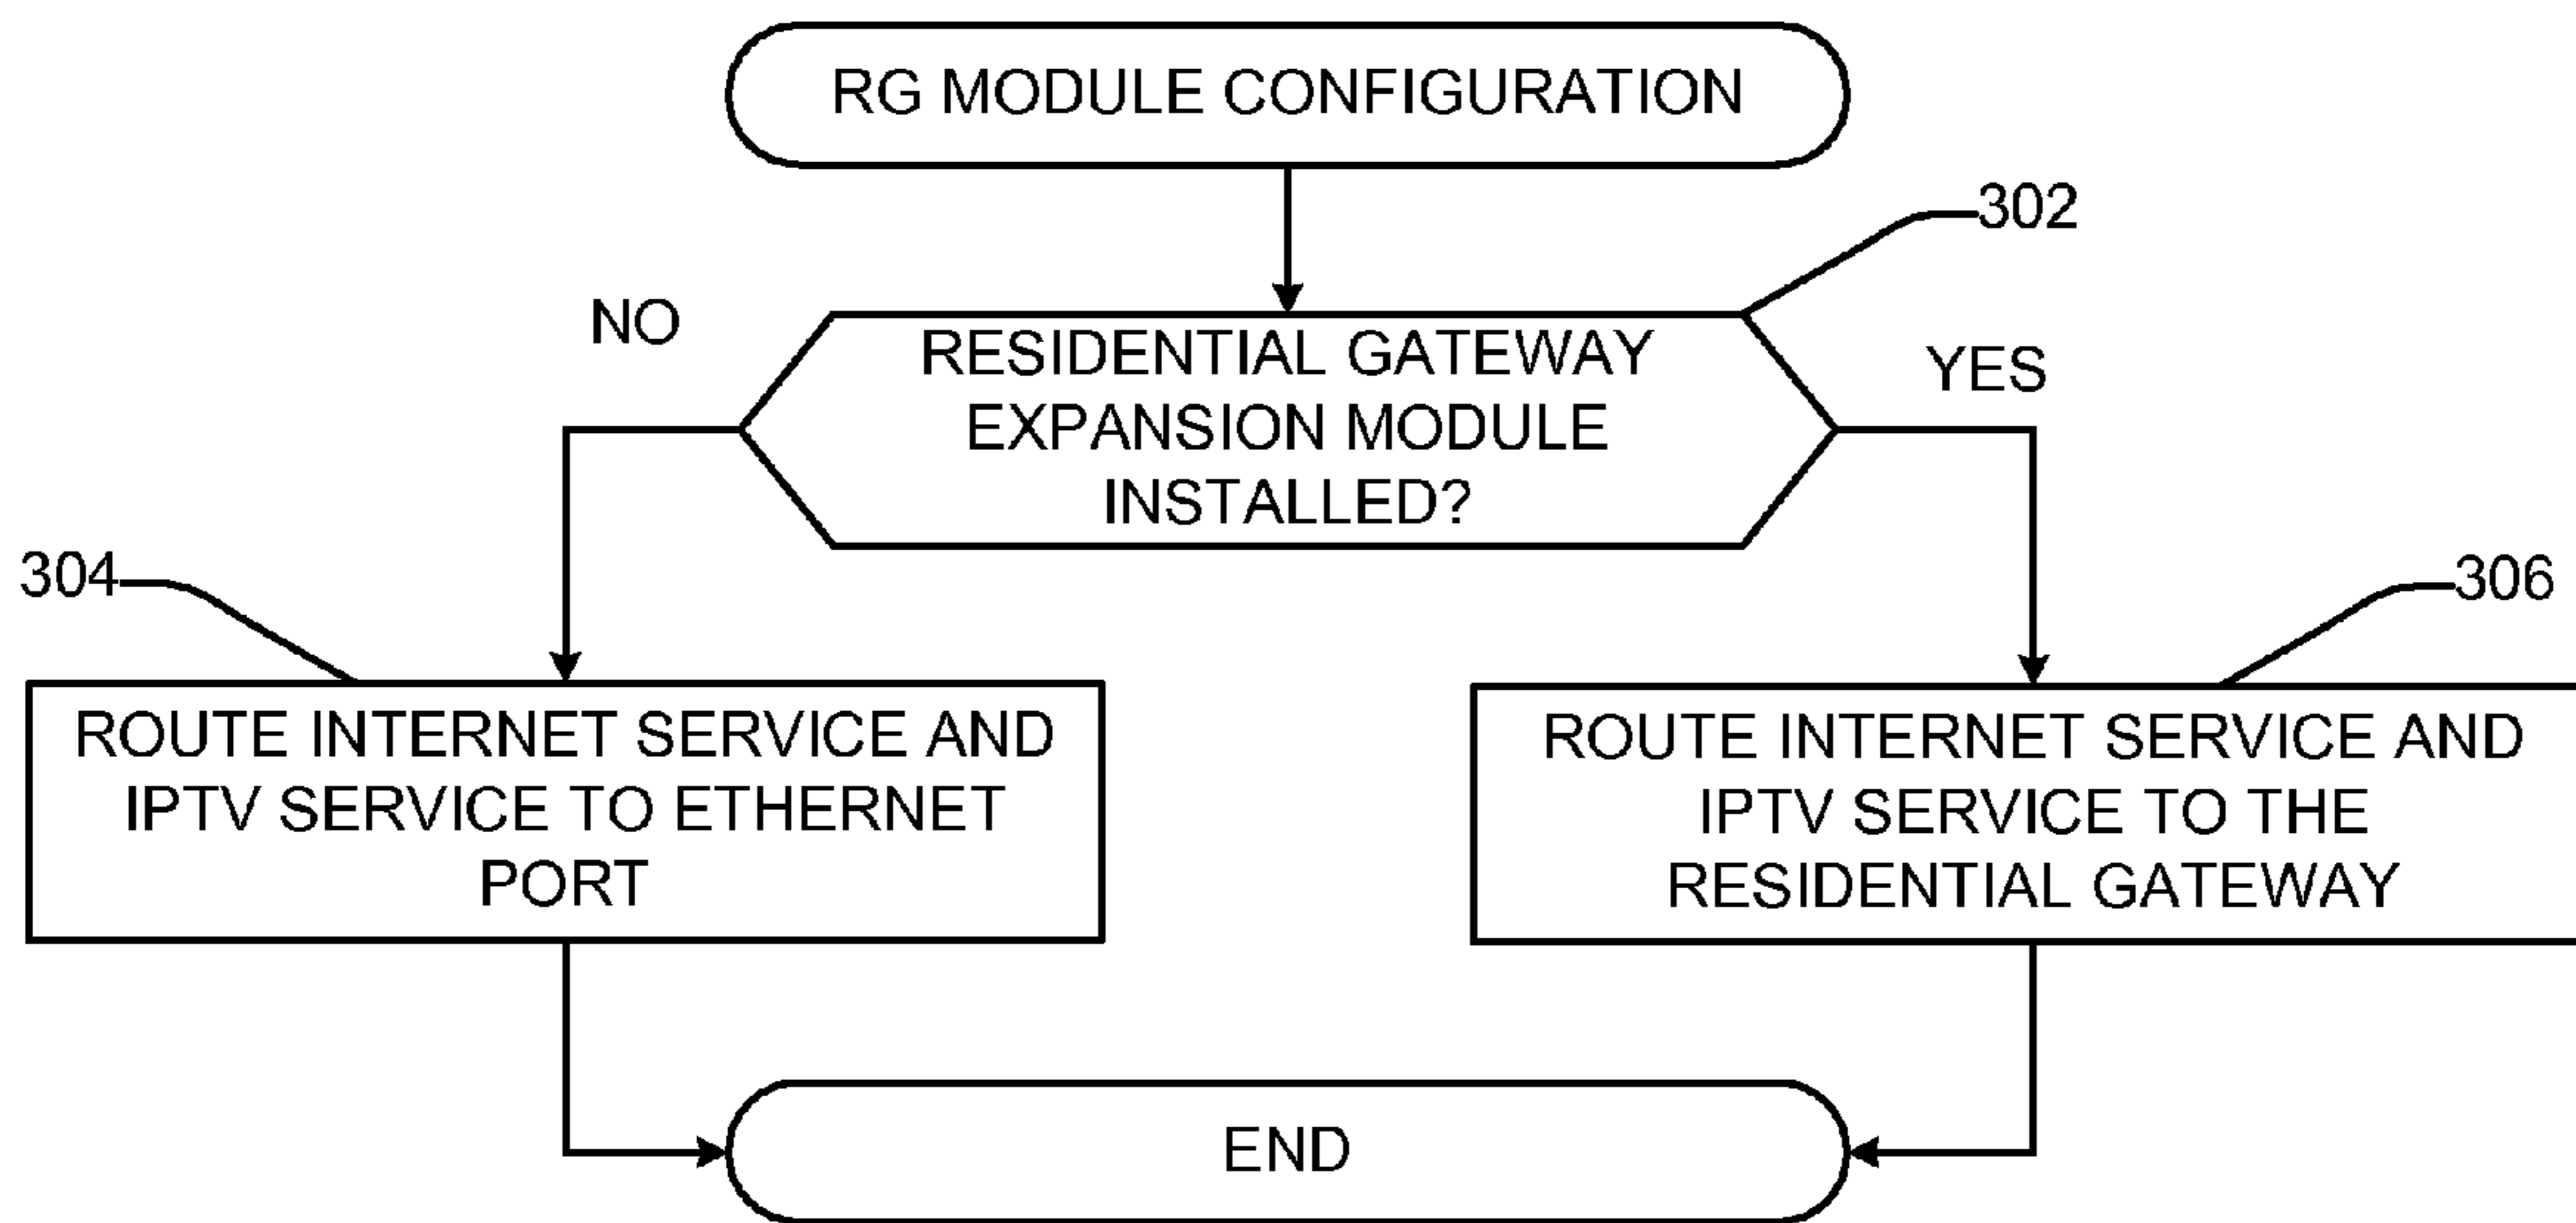 RG MODULE CONFIGURATION
302
NO
RESIDENTIAL GATEWAY
EXPANSION MODULE
INSTALLED?
YES
304
306
ROUTE INTERNET SERVICE AND
IPTV SERVICE TO ETHERNET
PORT
ROUTE INTERNET SERVICE AND
IPTV SERVICE TO THE
RESIDENTIAL GATEWAY
END